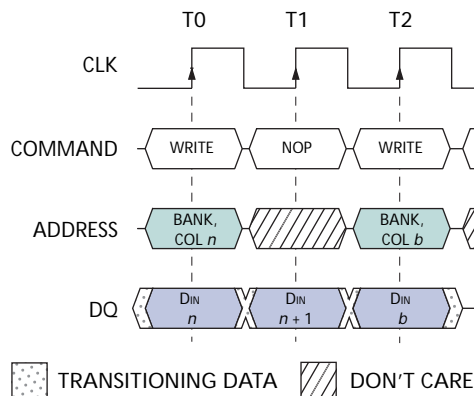 T0 T1 T2
CLK
COMMAND WRITE NOP WRITE
ADDRESS BANK, COL n BANK, COL b
DQ DIN n DIN n + 1 DIN b
TRANSITIONING DATA DON'T CARE